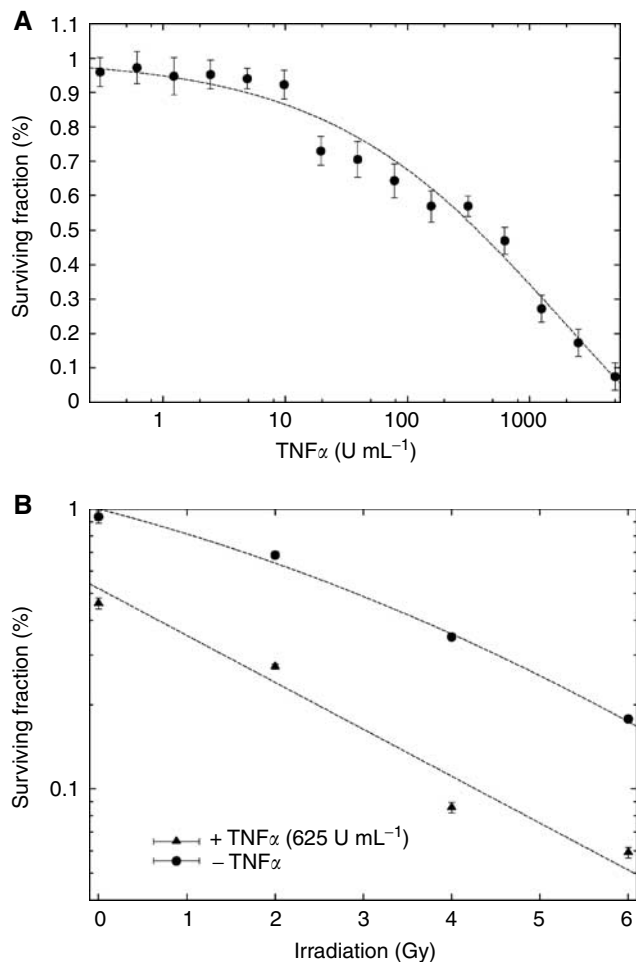 A
1.1
1
0.9
0.8
0.7
0.6
0.5
0.4
0.3
0.2
0.1
0
Surviving fraction (%)
1 10 100 1000
TNFα (U mL⁻¹)
B
1
0.1
Surviving fraction (%)
+ TNFα (625 U mL⁻¹)
– TNFα
0 1 2 3 4 5 6
Irradiation (Gy)